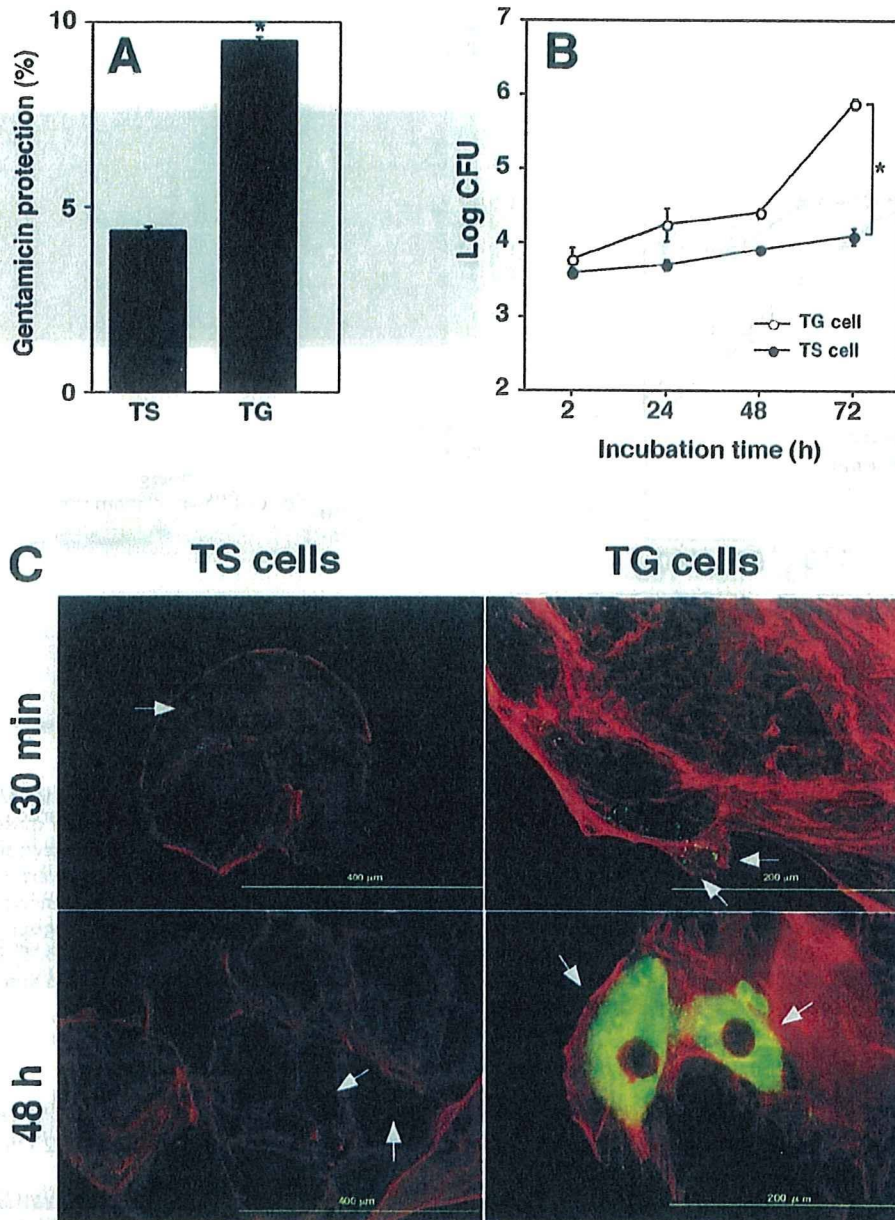 A
Gentamicin protection (%)
10
5
0
*
TS
TG
B
Log CFU
7
6
5
4
3
2
*
TG cell
TS cell
2
24
48
72
Incubation time (h)
C
TS cells
TG cells
30 min
400 µm
200 µm
48 h
400 µm
200 µm